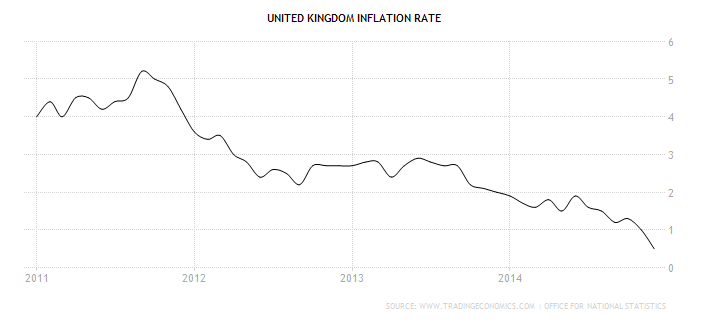 UNITED KINGDOM INFLATION RATE
6
5
4
3
2
1
0
2011 2012 2013 2014
SOURCE: WWW.TRADINGECONOMICS.COM | OFFICE FOR NATIONAL STATISTICS